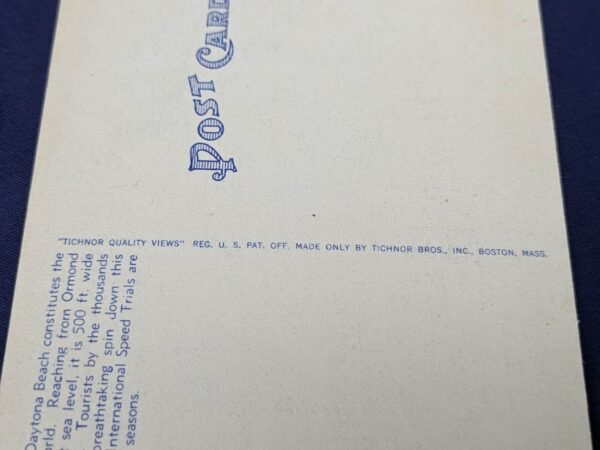 POST CARD
"TICHNOR QUALITY VIEWS" REG. U. S. PAT. OFF. MADE ONLY BY TICHNOR BROS., INC., BOSTON, MASS.
Daytona Beach constitutes the
Reaching from Ormond
sea level, it is 500 ft. wide
Tourists by the thousands
breathtaking spin down this
International Speed Trials are
seasons.